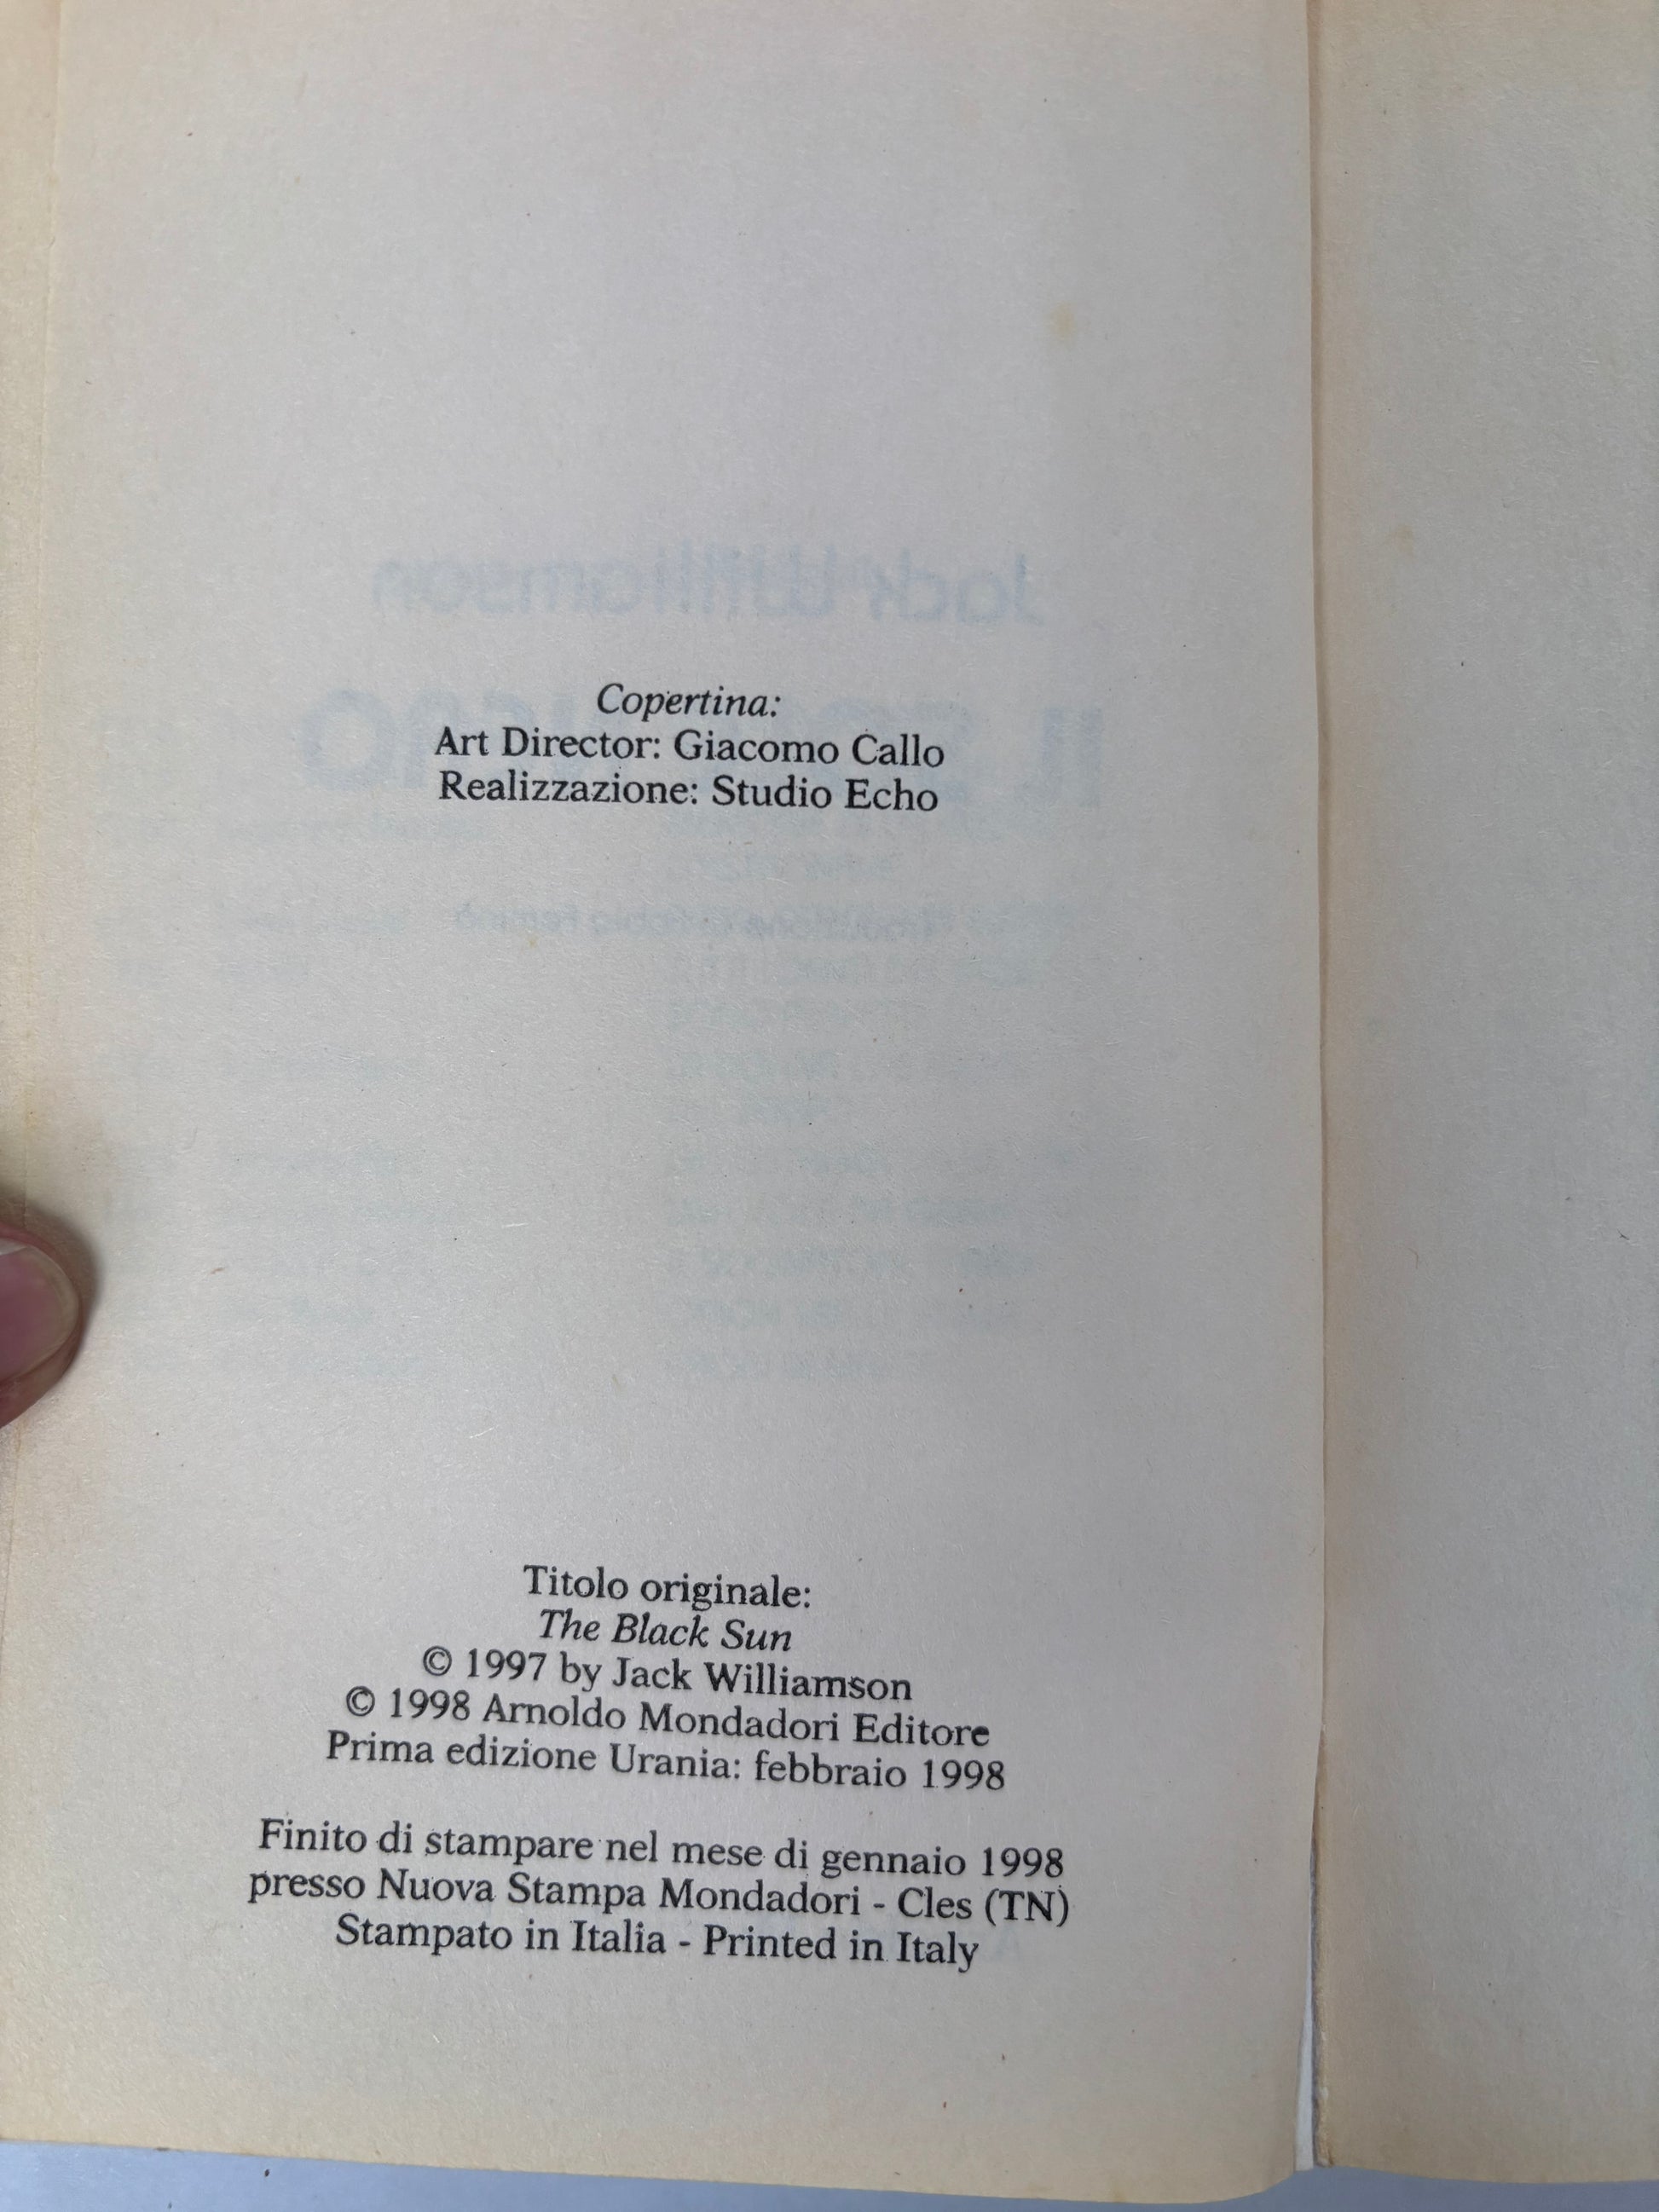 Jack Williamson
Copertina:
Art Director: Giacomo Callo
Realizzazione: Studio Echo
Titolo originale:
The Black Sun
© 1997 by Jack Williamson
© 1998 Arnoldo Mondadori Editore
Prima edizione Urania: febbraio 1998
Finito di stampare nel mese di gennaio 1998
presso Nuova Stampa Mondadori - Cles (TN)
Stampato in Italia - Printed in Italy